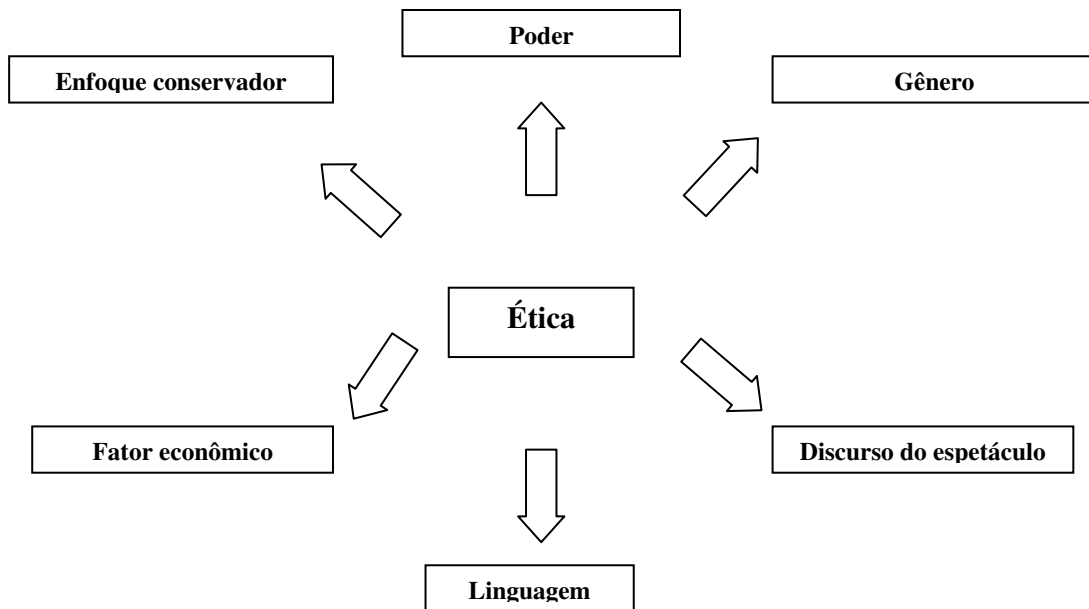 Poder
Enfoque conservador
Gênero
Ética
Fator econômico
Discurso do espetáculo
Linguagem